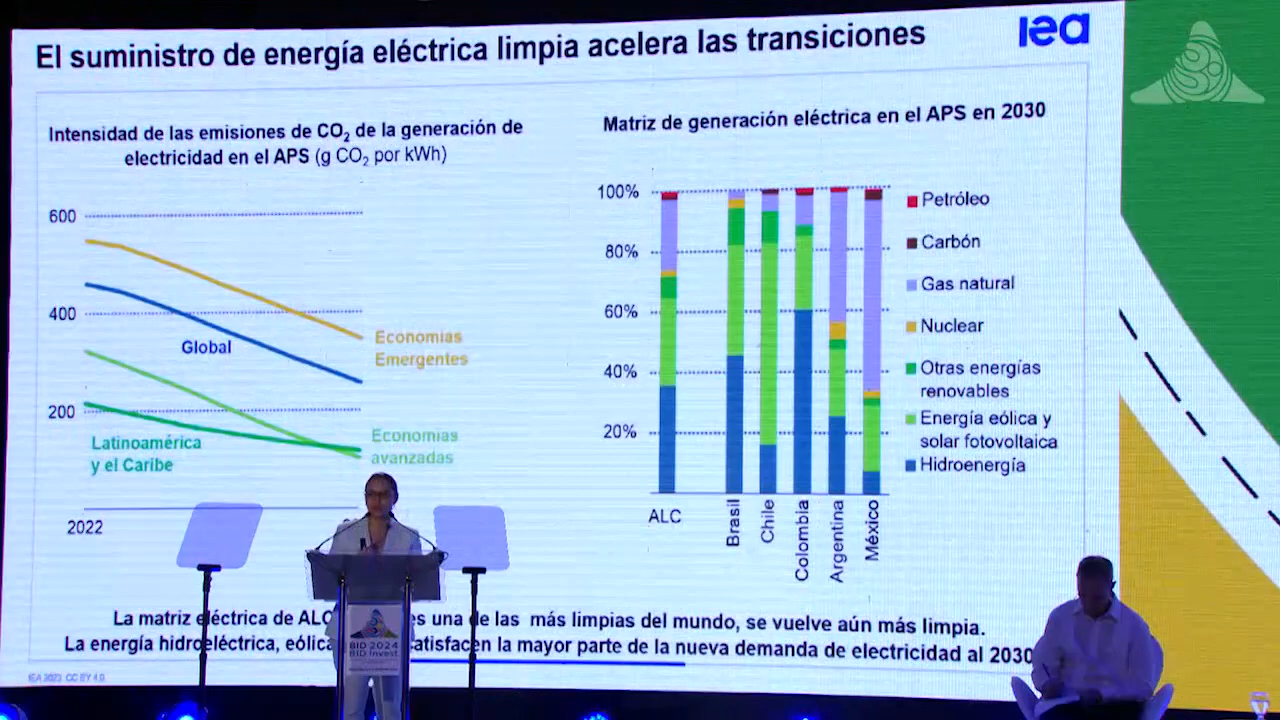 El suministro de energía eléctrica limpia acelera las transiciones
iea
Intensidad de las emisiones de CO₂ de la generación de
electricidad en el APS (g CO₂ por kWh)
600
400
200
Global
Economias
Emergentes
Latinoamérica
y el Caribe
Economias
avanzadas
2022
Matriz de generación eléctrica en el APS en 2030
100%
80%
60%
40%
20%
ALC
Brasil
Chile
Colombia
Argentina
México
Petróleo
Carbón
Gas natural
Nuclear
Otras energías
renovables
Energía eólica y
solar fotovoltaica
Hidroenergía
La matriz eléctrica de ALC es una de las más limpias del mundo, se vuelve aún más limpia.
La energía hidroeléctrica, eólica satisfacen la mayor parte de la nueva demanda de electricidad al 2030
IEA 2023. CC BY 4.0.
BID 2024
BID Invest